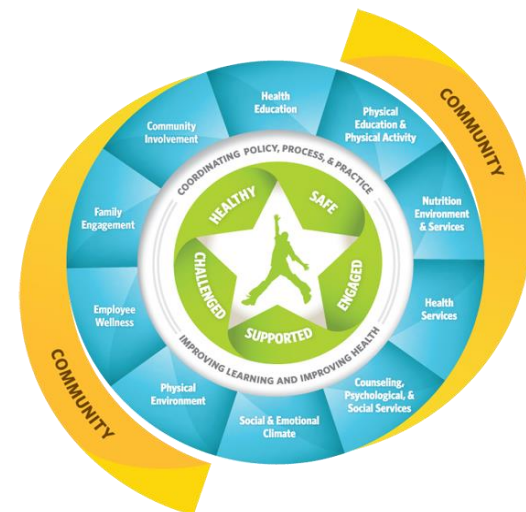 COMMUNITY
Health
Education
Physical
Education &
Physical Activity
Nutrition
Environment
& Services
Health
Services
Counseling,
Psychological, &
Social Services
Social & Emotional
Climate
Physical
Environment
Employee
Wellness
Family
Engagement
Community
Involvement
COORDINATING POLICY, PROCESS, & PRACTICE
IMPROVING LEARNING AND IMPROVING HEALTH
HEALTHY
SAFE
ENGAGED
SUPPORTED
CHALLENGED
COMMUNITY